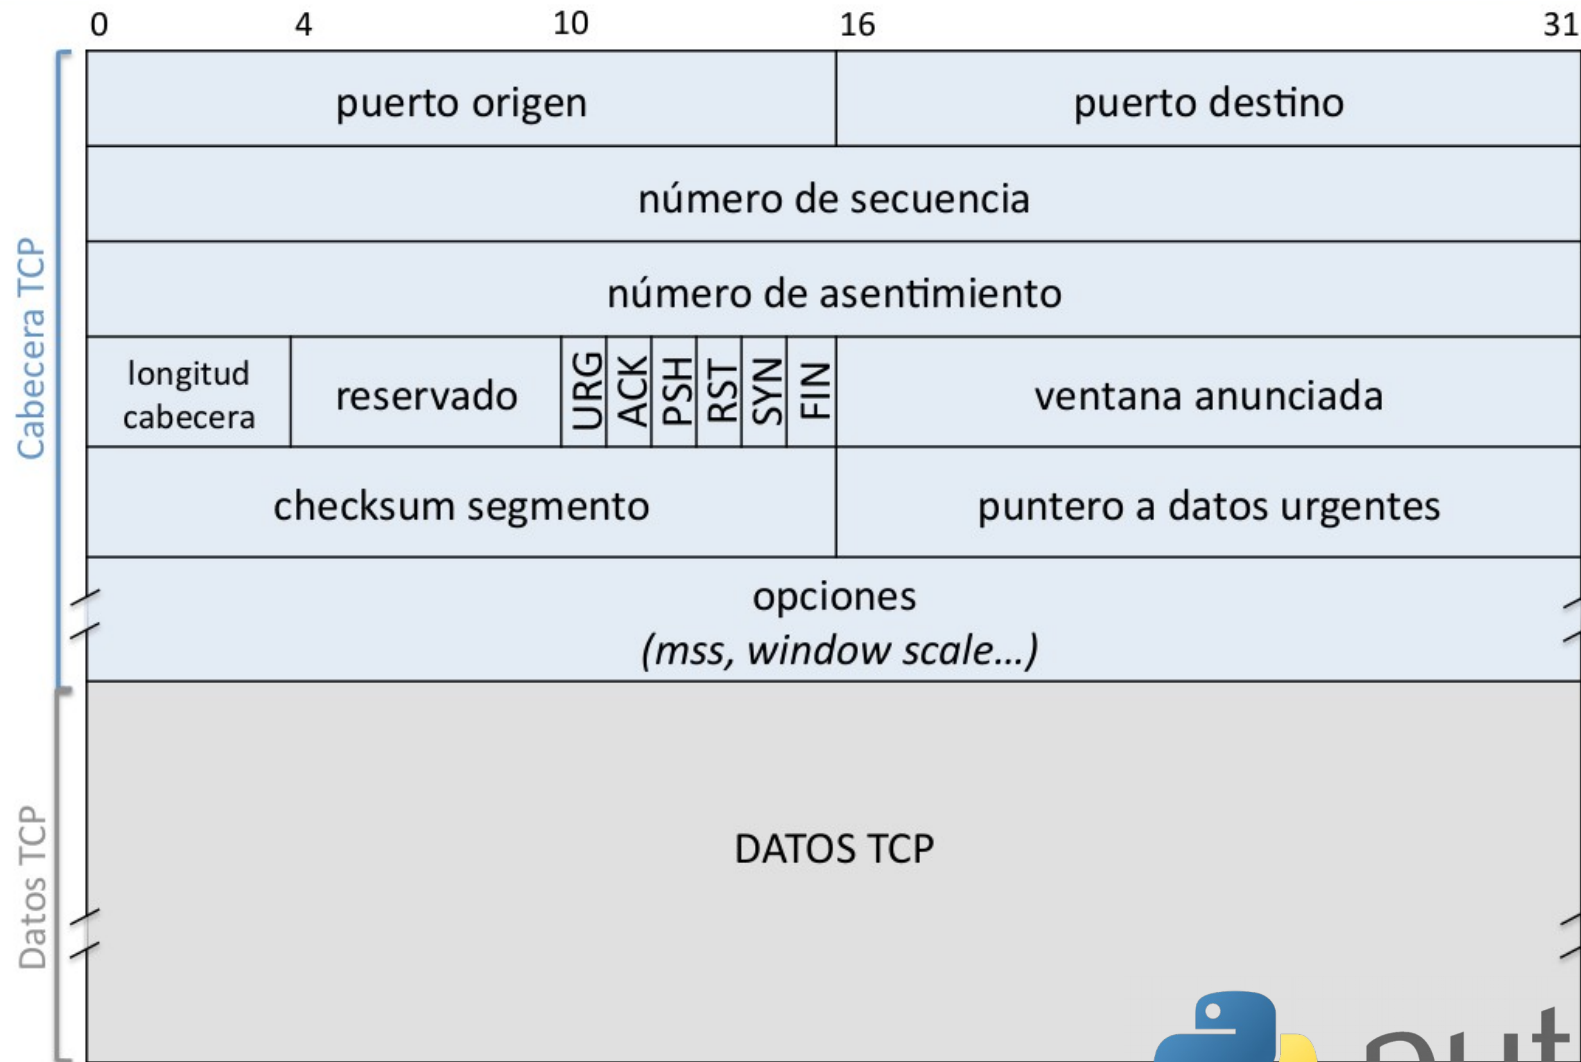 0 4 10 16 31
puerto origen puerto destino
número de secuencia
número de asentimiento
longitud
cabecera
reservado URG ACK PSH RST SYN FIN ventana anunciada
checksum segmento puntero a datos urgentes
opciones
(mss, window scale...)
DATOS TCP
Cabecera TCP
Datos TCP